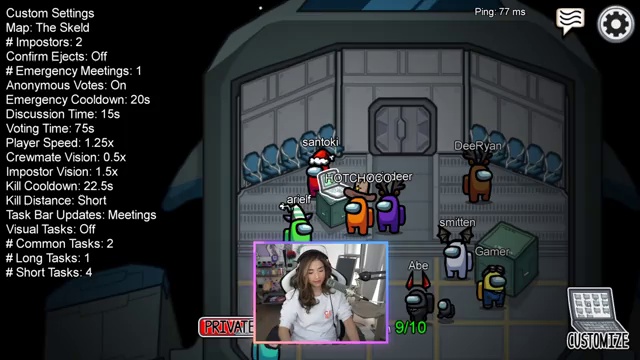 Custom Settings
Map: The Skeld
# Impostors: 2
Confirm Ejects: Off
# Emergency Meetings: 1
Anonymous Votes: On
Emergency Cooldown: 20s
Discussion Time: 15s
Voting Time: 75s
Player Speed: 1.25x
Crewmate Vision: 0.5x
Impostor Vision: 1.5x
Kill Cooldown: 22.5s
Kill Distance: Short
Task Bar Updates: Meetings
Visual Tasks: Off
# Common Tasks: 2
# Long Tasks: 1
# Short Tasks: 4
Ping: 77 ms
santoki
DeeRyan
HOTCHOCO
deer
arielf
smitten
Gamer
Abe
PRIVATE
9/10
CUSTOMIZE